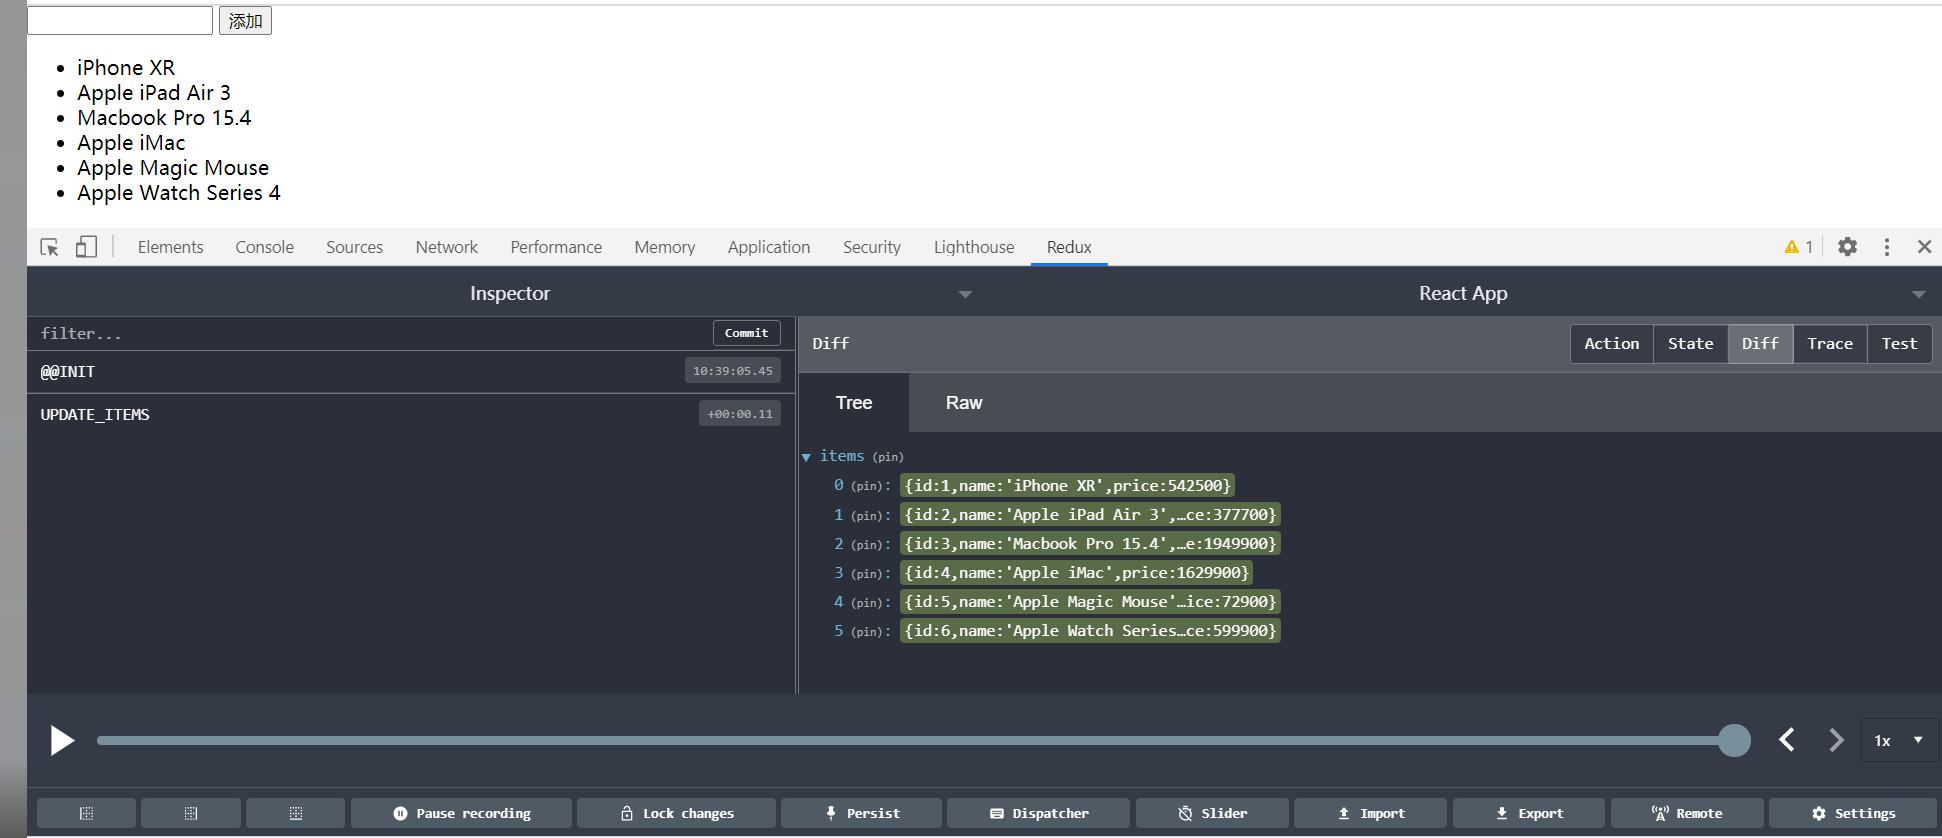 添加
iPhone XR
Apple iPad Air 3
Macbook Pro 15.4
Apple iMac
Apple Magic Mouse
Apple Watch Series 4
Elements Console Sources Network Performance Memory Application Security Lighthouse Redux 1
Inspector React App
filter... Commit
@@INIT 10:39:05.45
UPDATE_ITEMS +00:00.11
Diff Action State Diff Trace Test
Tree Raw
items (pin)
0 (pin): {id:1,name:'iPhone XR',price:542500}
1 (pin): {id:2,name:'Apple iPad Air 3',…ce:377700}
2 (pin): {id:3,name:'Macbook Pro 15.4',…e:1949900}
3 (pin): {id:4,name:'Apple iMac',price:1629900}
4 (pin): {id:5,name:'Apple Magic Mouse'…ice:72900}
5 (pin): {id:6,name:'Apple Watch Series…ce:599900}
1x
Pause recording Lock changes Persist Dispatcher Slider Import Export Remote Settings